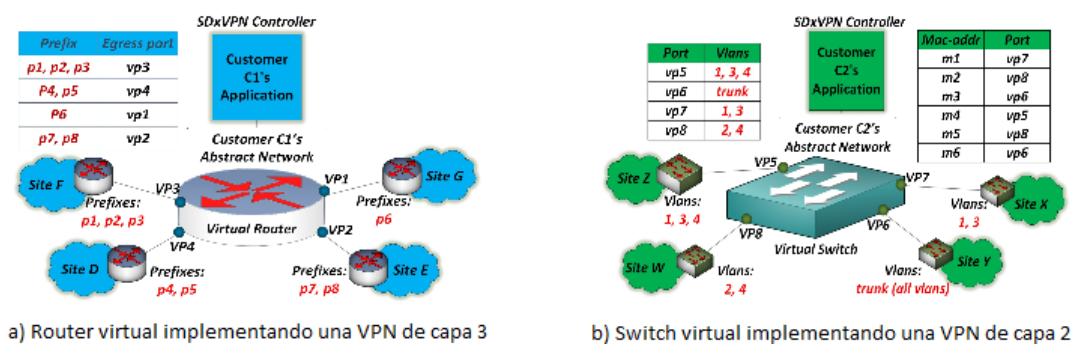 SDxVPN Controller
Prefix Egress port
p1, p2, p3 vp3
P4, p5 vp4
P6 vp1
p7, p8 vp2
Customer
C1's
Application
Customer C1's
Abstract Network
Site F
VP3
Prefixes:
p1, p2, p3
VP1
Site G
Prefixes:
p6
VP4
VP2
Virtual Router
Site D
Prefixes:
p4, p5
Prefixes:
p7, p8
Site E
a) Router virtual implementando una VPN de capa 3
SDxVPN Controller
Port Vlans
vp5 1, 3, 4
vp6 trunk
vp7 1, 3
vp8 2, 4
Customer
C2's
Application
Mac-addr Port
m1 vp7
m2 vp8
m3 vp6
m4 vp5
m5 vp8
m6 vp6
Customer C2's
Abstract Network
Site Z
VP5
Vlans:
1, 3, 4
VP7
Site X
Vlans:
1, 3
VP8
VP6
Virtual Switch
Site W
Vlans:
2, 4
Vlans:
trunk (all vlans)
Site Y
b) Switch virtual implementando una VPN de capa 2